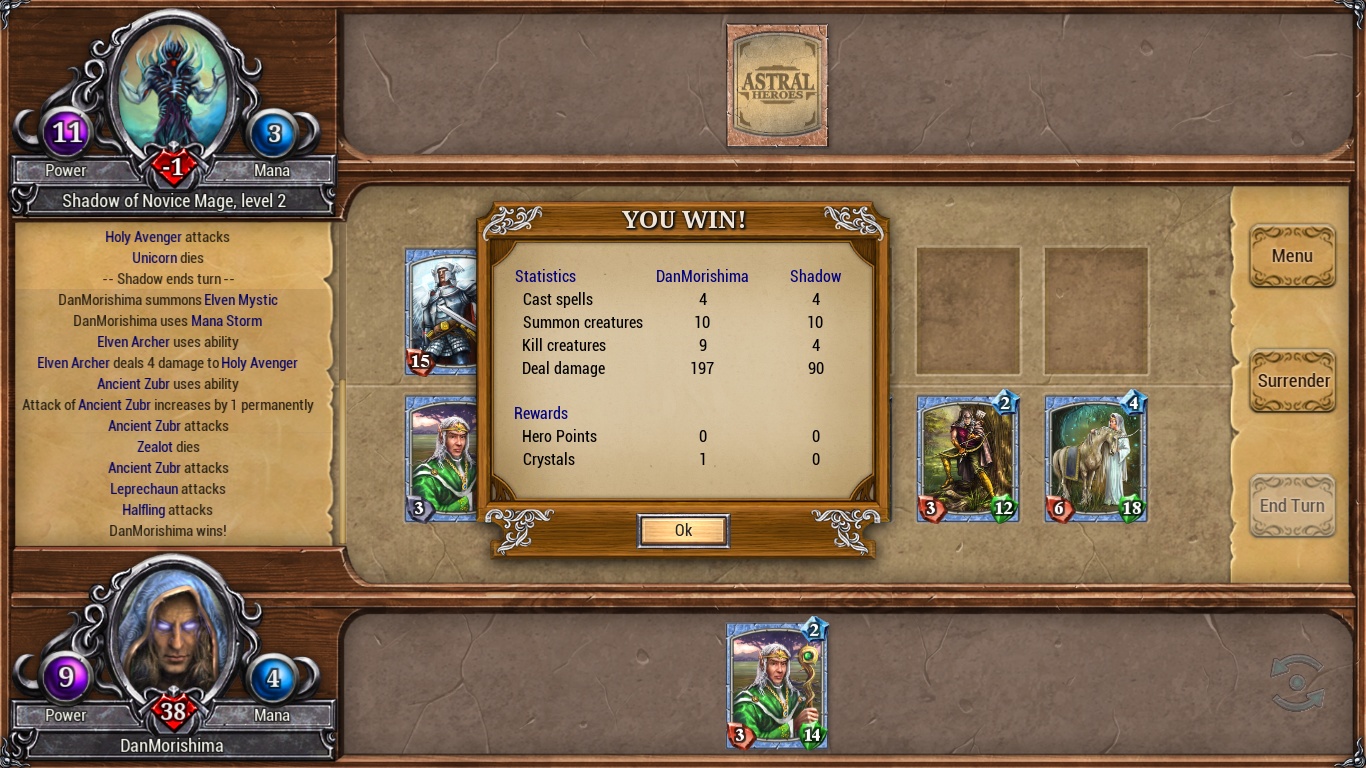 ASTRAL
HEROES
11
3
-1
Power
Mana
Shadow of Novice Mage, level 2
Holy Avenger attacks
Unicorn dies
-- Shadow ends turn --
DanMorishima summons Elven Mystic
DanMorishima uses Mana Storm
Elven Archer uses ability
Elven Archer deals 4 damage to Holy Avenger
Ancient Zubr uses ability
Attack of Ancient Zubr increases by 1 permanently
Ancient Zubr attacks
Zealot dies
Ancient Zubr attacks
Leprechaun attacks
Halfling attacks
DanMorishima wins!
9
4
38
Power
Mana
DanMorishima
YOU WIN!
Statistics DanMorishima Shadow
Cast spells 4 4
Summon creatures 10 10
Kill creatures 9 4
Deal damage 197 90
Rewards
Hero Points 0 0
Crystals 1 0
Ok
15
3
2
3 12
4
6 18
Menu
Surrender
End Turn
2
3 14